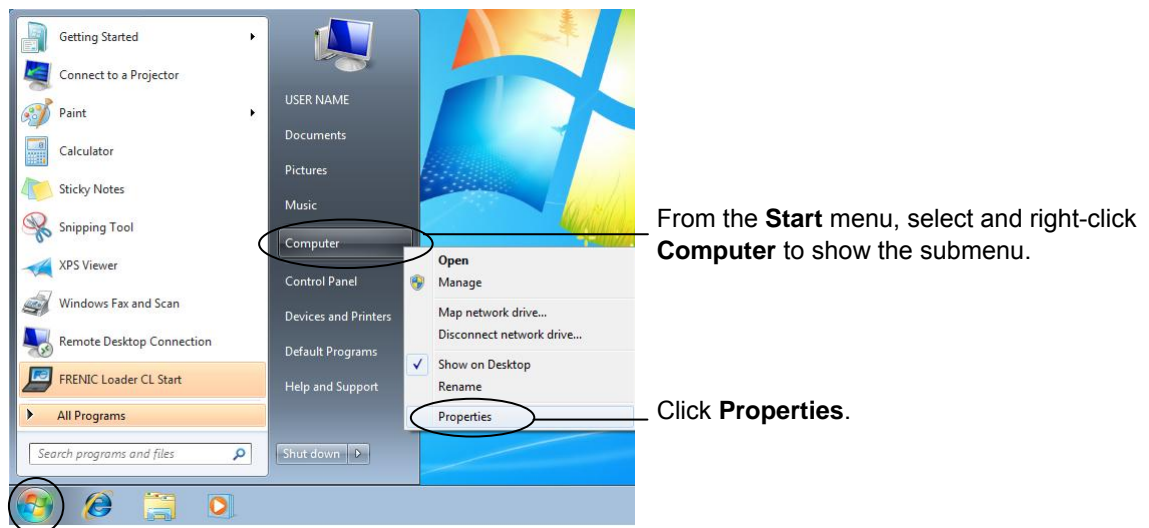 Getting Started
Connect to a Projector
Paint
Calculator
Sticky Notes
Snipping Tool
XPS Viewer
Windows Fax and Scan
Remote Desktop Connection
FRENIC Loader CL Start
All Programs
Search programs and files
USER NAME
Documents
Pictures
Music
Computer
Control Panel
Devices and Printers
Default Programs
Help and Support
Shut down
Open
Manage
Map network drive...
Disconnect network drive...
Show on Desktop
Rename
Properties
From the Start menu, select and right-click
Computer to show the submenu.
Click Properties.